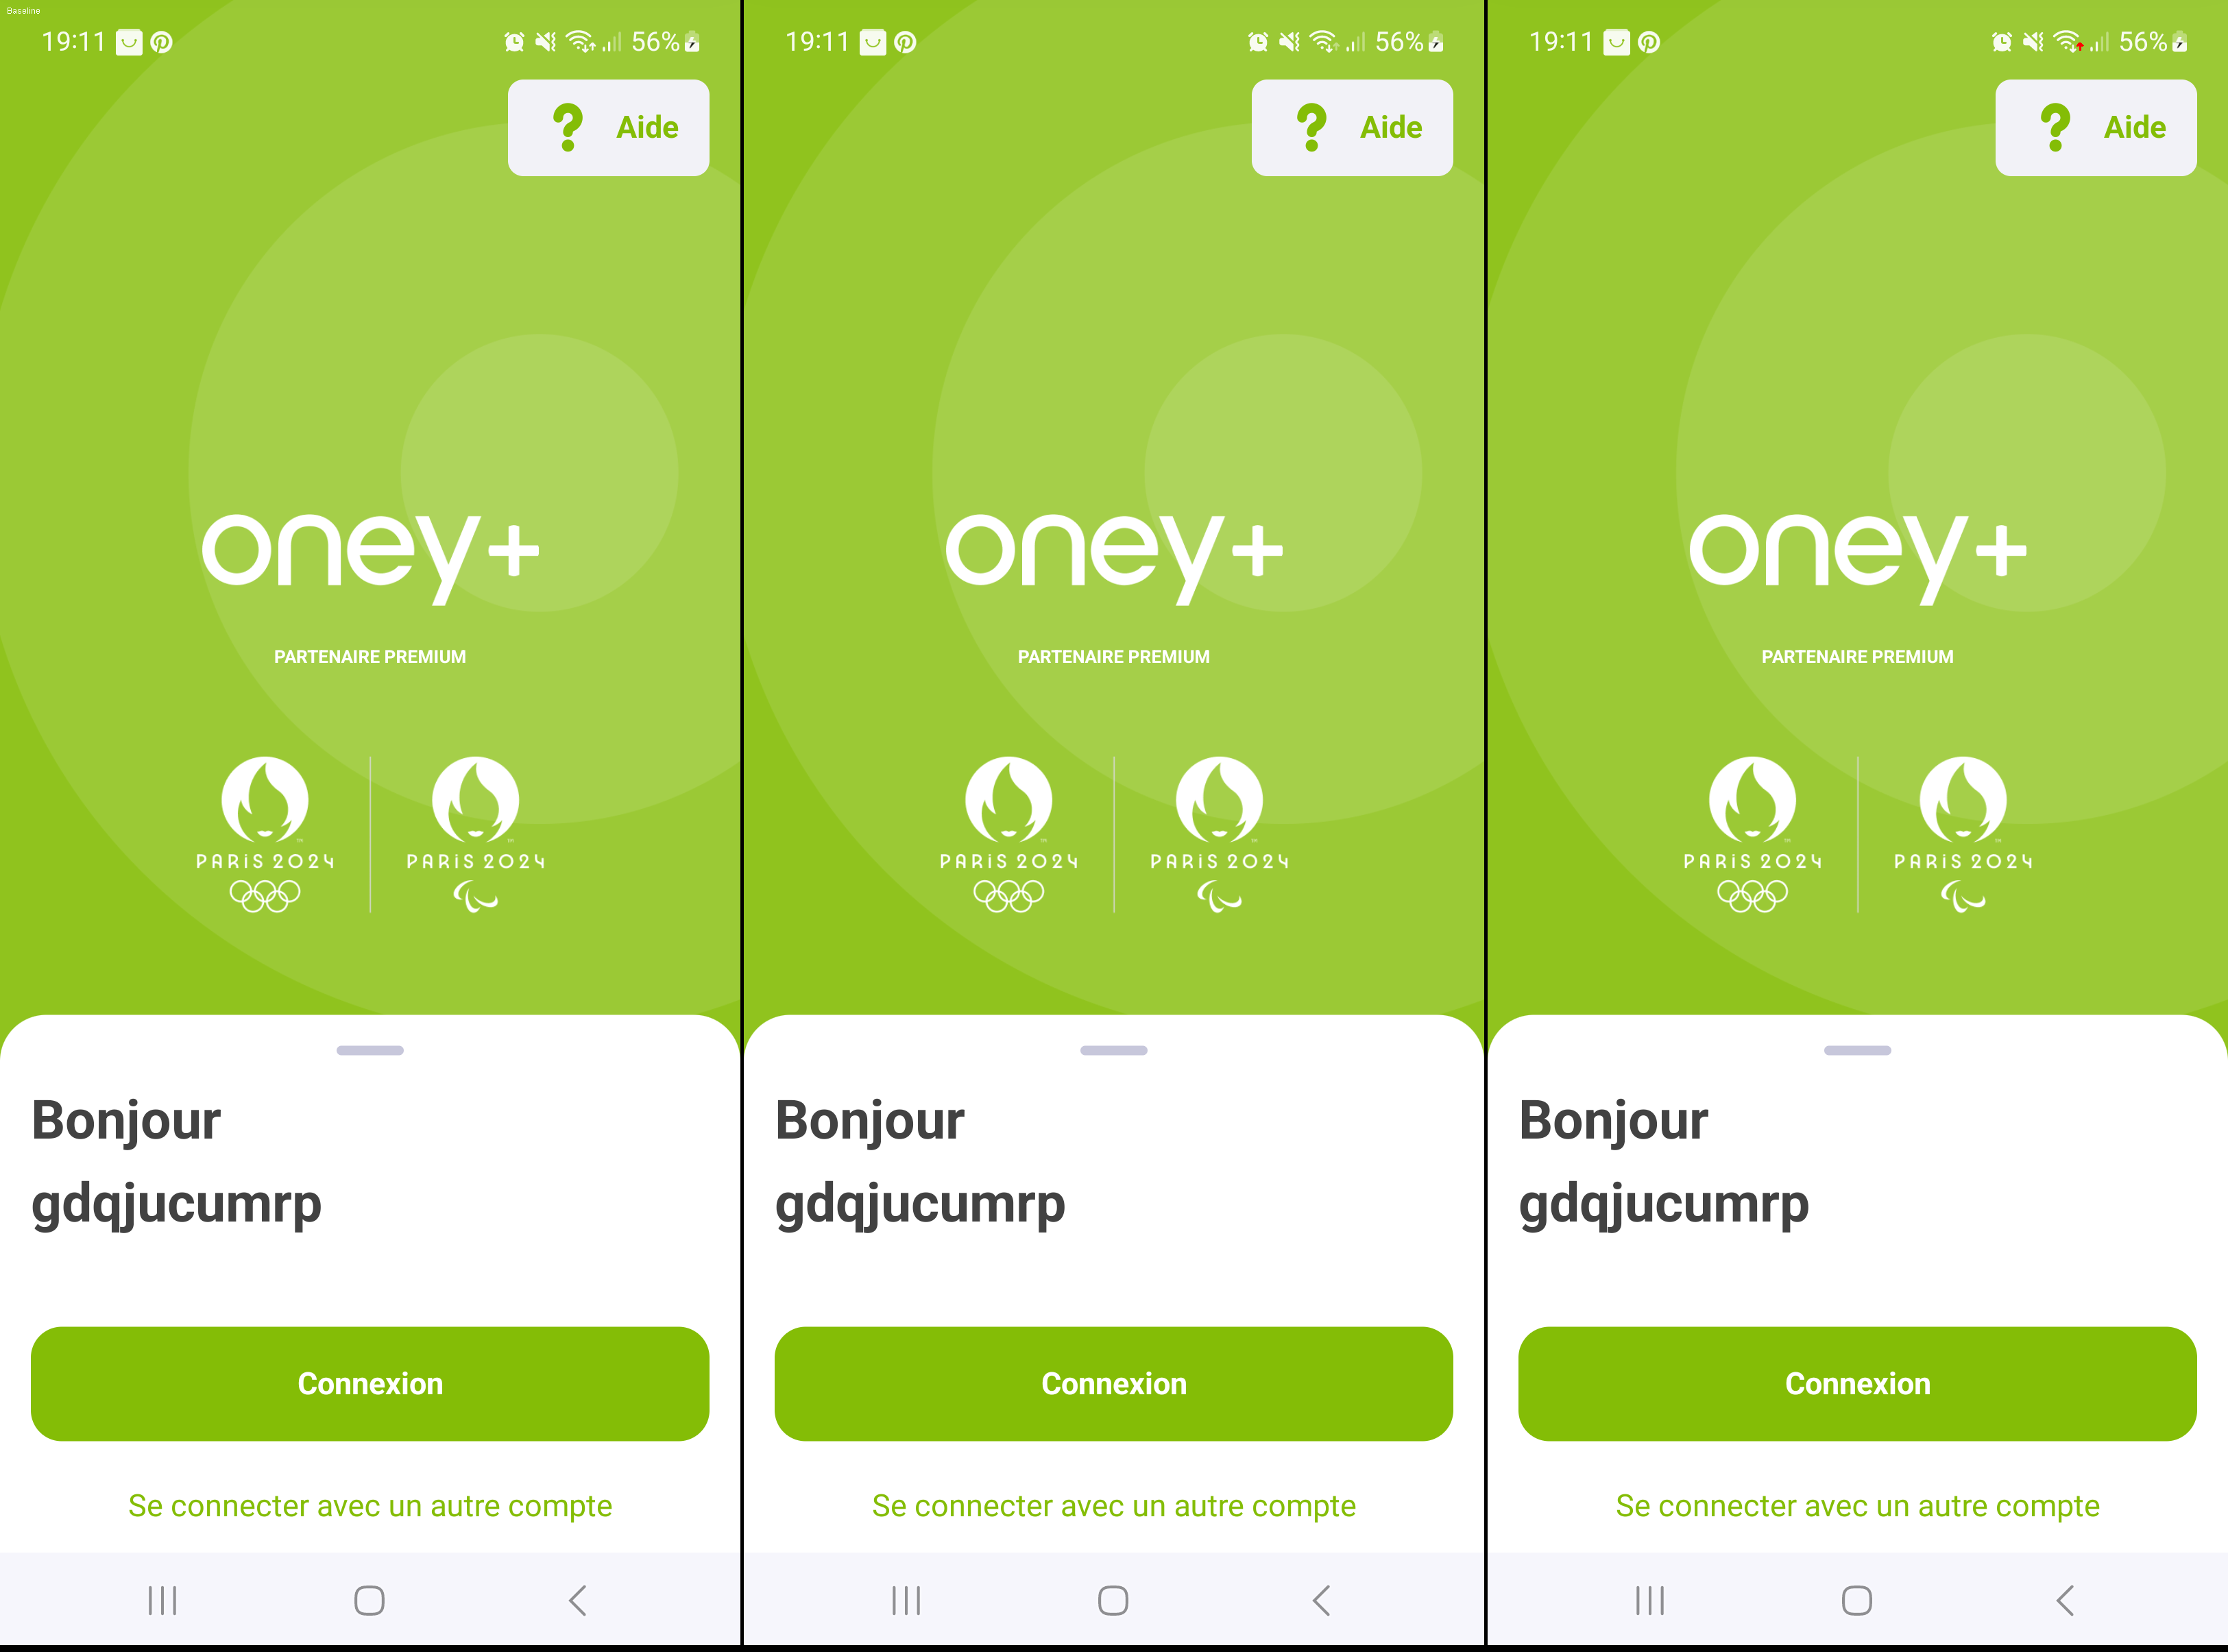 Baseline
19:11
56%
Aide
oney+
PARTENAIRE PREMIUM
PARIS 2024
PARIS 2024
Bonjour
gdqjucumrp
Connexion
Se connecter avec un autre compte
19:11
56%
Aide
oney+
PARTENAIRE PREMIUM
PARIS 2024
PARIS 2024
Bonjour
gdqjucumrp
Connexion
Se connecter avec un autre compte
19:11
56%
Aide
oney+
PARTENAIRE PREMIUM
PARIS 2024
PARIS 2024
Bonjour
gdqjucumrp
Connexion
Se connecter avec un autre compte